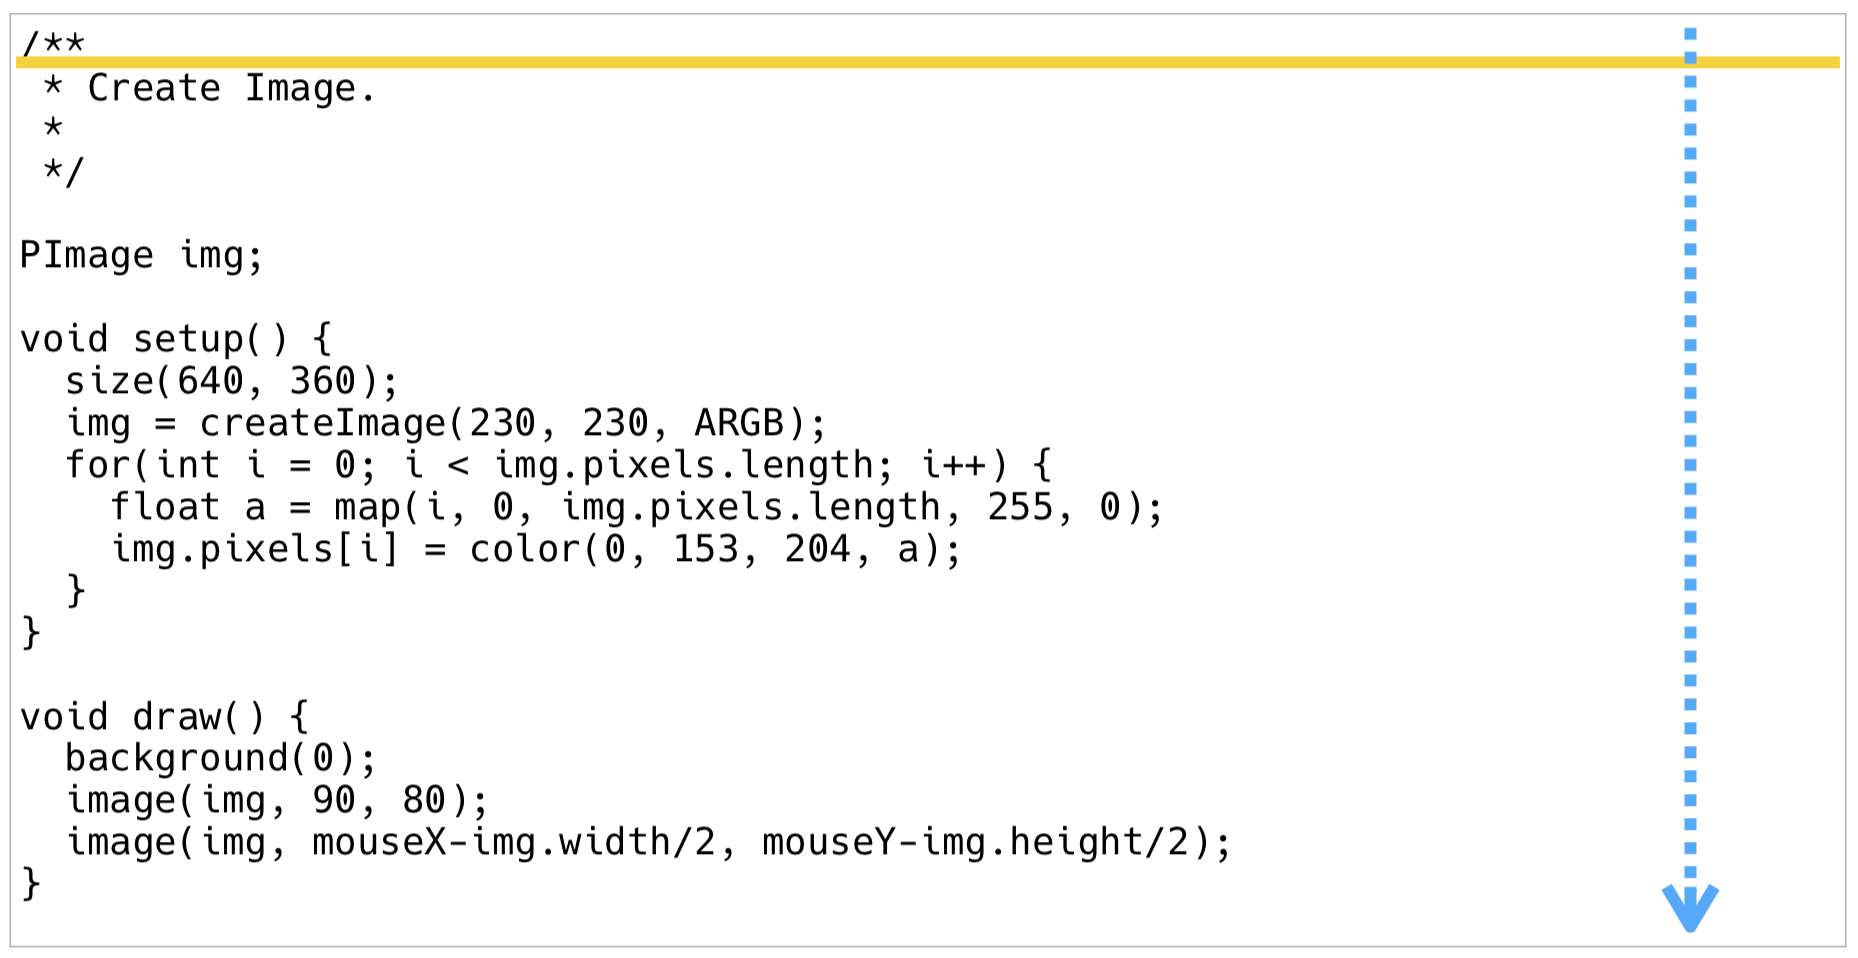 /**
 * Create Image.
 *
 */

PImage img;

void setup() {
  size(640, 360);
  img = createImage(230, 230, ARGB);
  for(int i = 0; i < img.pixels.length; i++) {
    float a = map(i, 0, img.pixels.length, 255, 0);
    img.pixels[i] = color(0, 153, 204, a);
  }
}

void draw() {
  background(0);
  image(img, 90, 80);
  image(img, mouseX-img.width/2, mouseY-img.height/2);
}